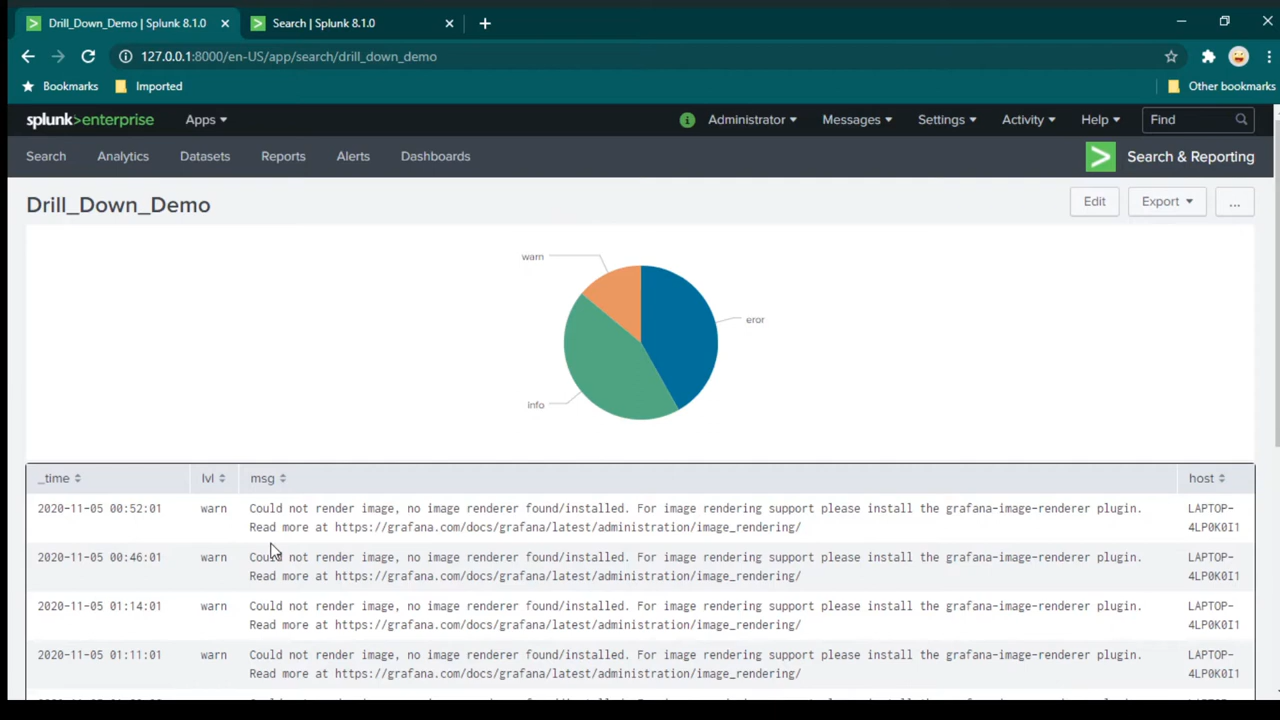 Drill_Down_Demo | Splunk 8.1.0
Search | Splunk 8.1.0
127.0.0.1:8000/en-US/app/search/drill_down_demo
Bookmarks Imported Other bookmarks
splunk>enterprise Apps Administrator Messages Settings Activity Help Find
Search Analytics Datasets Reports Alerts Dashboards Search & Reporting
Drill_Down_Demo Edit Export ...
warn
eror
info
_time lvl msg host
2020-11-05 00:52:01 warn Could not render image, no image renderer found/installed. For image rendering support please install the grafana-image-renderer plugin. LAPTOP-
Read more at https://grafana.com/docs/grafana/latest/administration/image_rendering/ 4LP0K0I1
2020-11-05 00:46:01 warn Could not render image, no image renderer found/installed. For image rendering support please install the grafana-image-renderer plugin. LAPTOP-
Read more at https://grafana.com/docs/grafana/latest/administration/image_rendering/ 4LP0K0I1
2020-11-05 01:14:01 warn Could not render image, no image renderer found/installed. For image rendering support please install the grafana-image-renderer plugin. LAPTOP-
Read more at https://grafana.com/docs/grafana/latest/administration/image_rendering/ 4LP0K0I1
2020-11-05 01:11:01 warn Could not render image, no image renderer found/installed. For image rendering support please install the grafana-image-renderer plugin. LAPTOP-
Read more at https://grafana.com/docs/grafana/latest/administration/image_rendering/ 4LP0K0I1